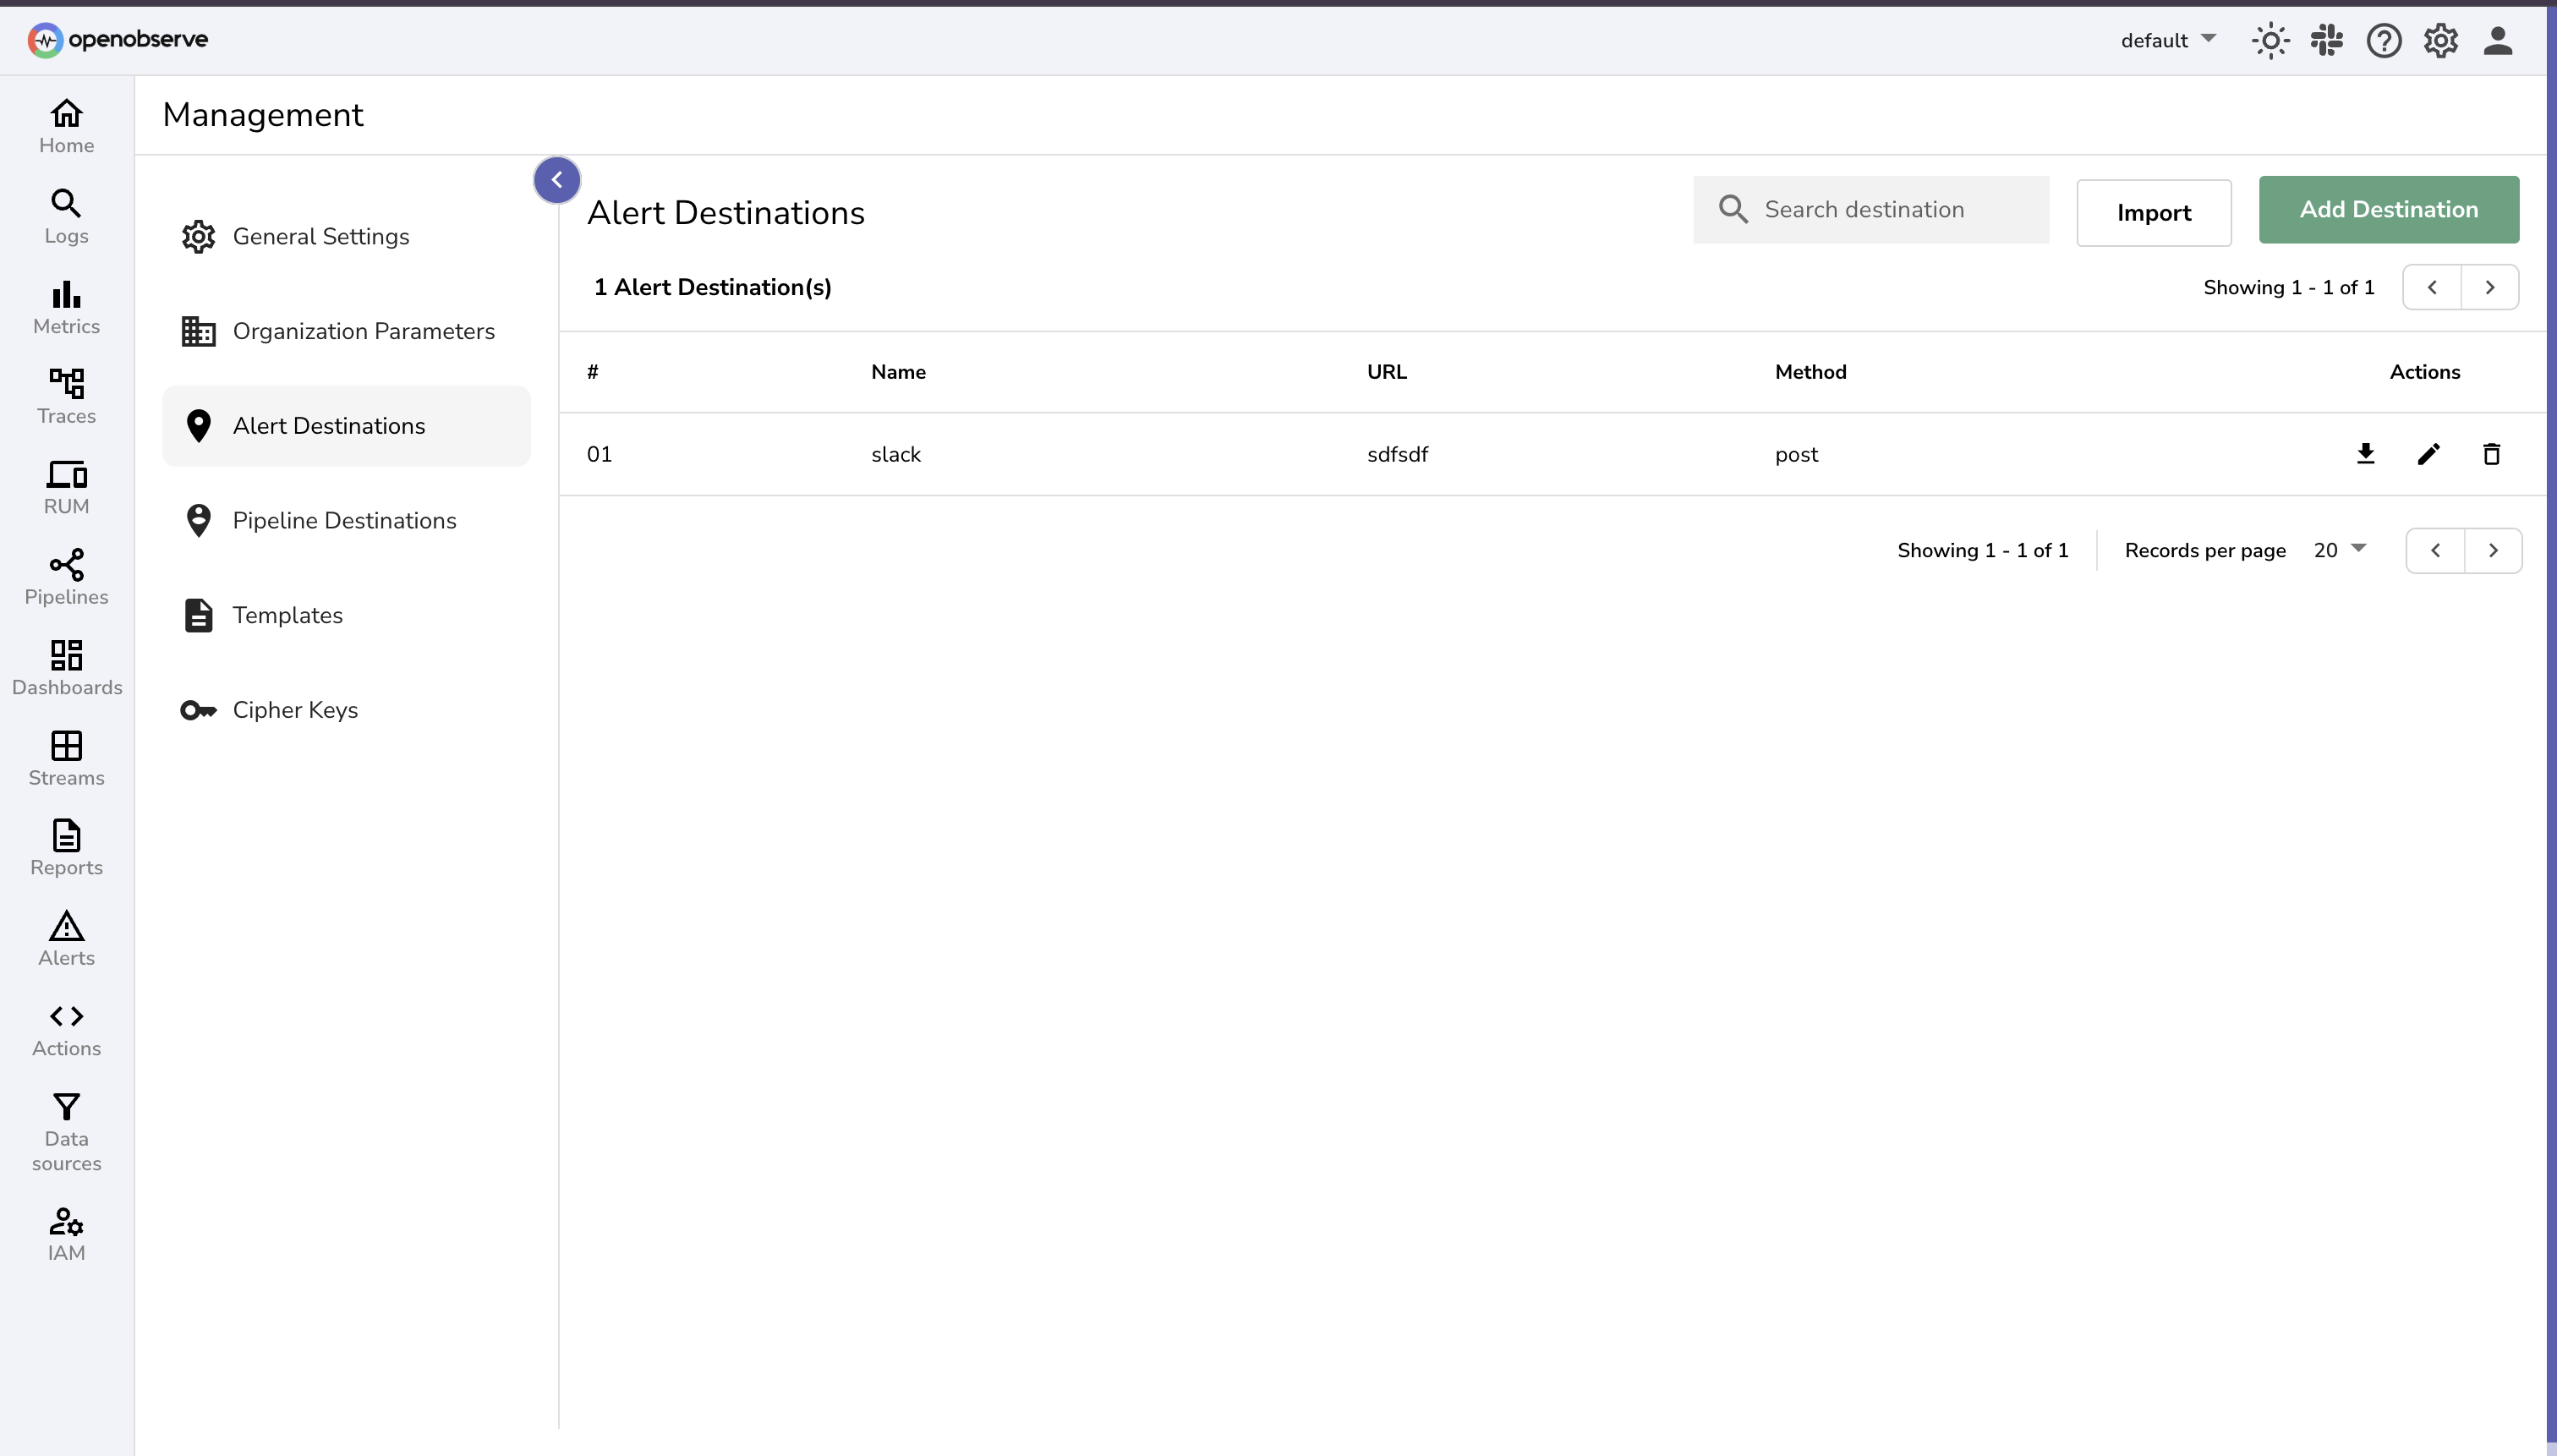 openobserve
default
Home
Logs
Metrics
Traces
RUM
Pipelines
Dashboards
Streams
Reports
Alerts
Actions
Data
sources
IAM
Management
General Settings
Organization Parameters
Alert Destinations
Pipeline Destinations
Templates
Cipher Keys
Alert Destinations
Search destination
Import
Add Destination
1 Alert Destination(s)
Showing 1 - 1 of 1
# Name URL Method Actions
01 slack sdfsdf post
Showing 1 - 1 of 1 Records per page 20